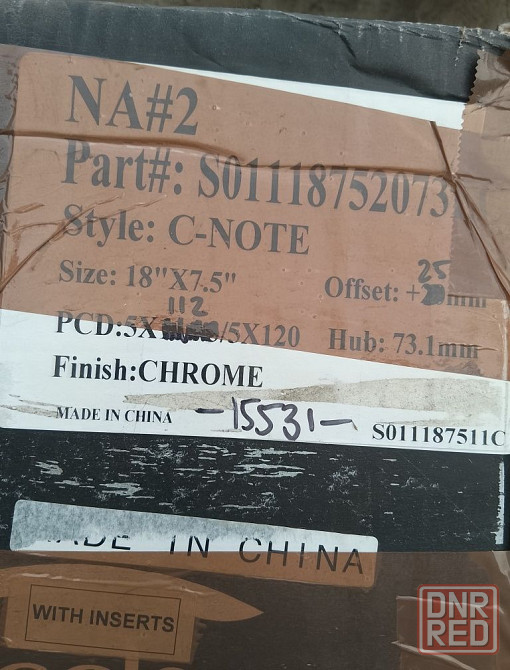 NA#2
Part#: S01118752073
Style: C-NOTE
Size: 18"X7.5"
Offset: +25mm
112
PCD:5X /5X120 Hub: 73.1mm
Finish:CHROME
MADE IN CHINA -15531- S011187511C
MADE IN CHINA
WITH INSERTS
DNR
RED